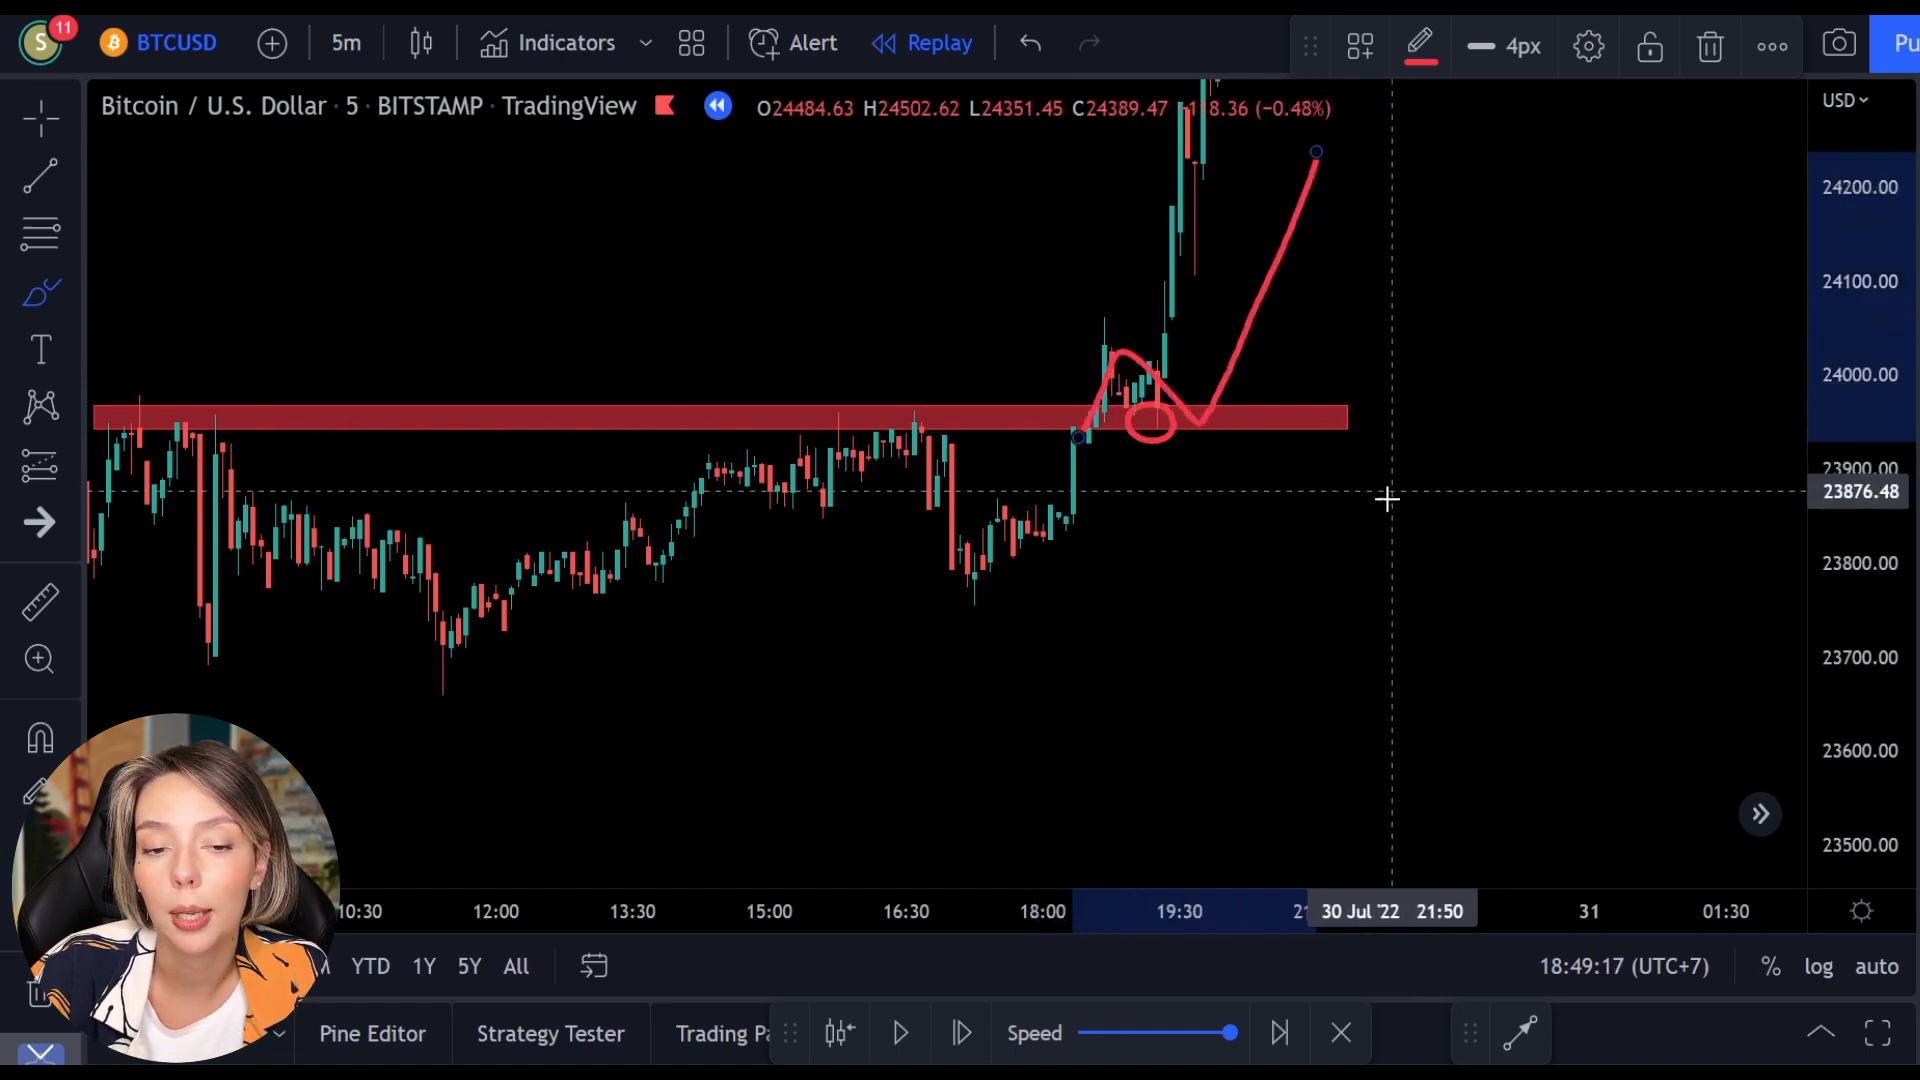 S 11 BTCUSD 5m Indicators Alert Replay 4px Pu
Bitcoin / U.S. Dollar · 5 · BITSTAMP · TradingView O24484.63 H24502.62 L24351.45 C24389.47 8.36 (−0.48%)
USD
24200.00
24100.00
24000.00
23900.00
23876.48
23800.00
23700.00
23600.00
23500.00
10:30 12:00 13:30 15:00 16:30 18:00 19:30 21 30 Jul '22 21:50 31 01:30
YTD 1Y 5Y All 18:49:17 (UTC+7) % log auto
Pine Editor Strategy Tester Trading Pa Speed